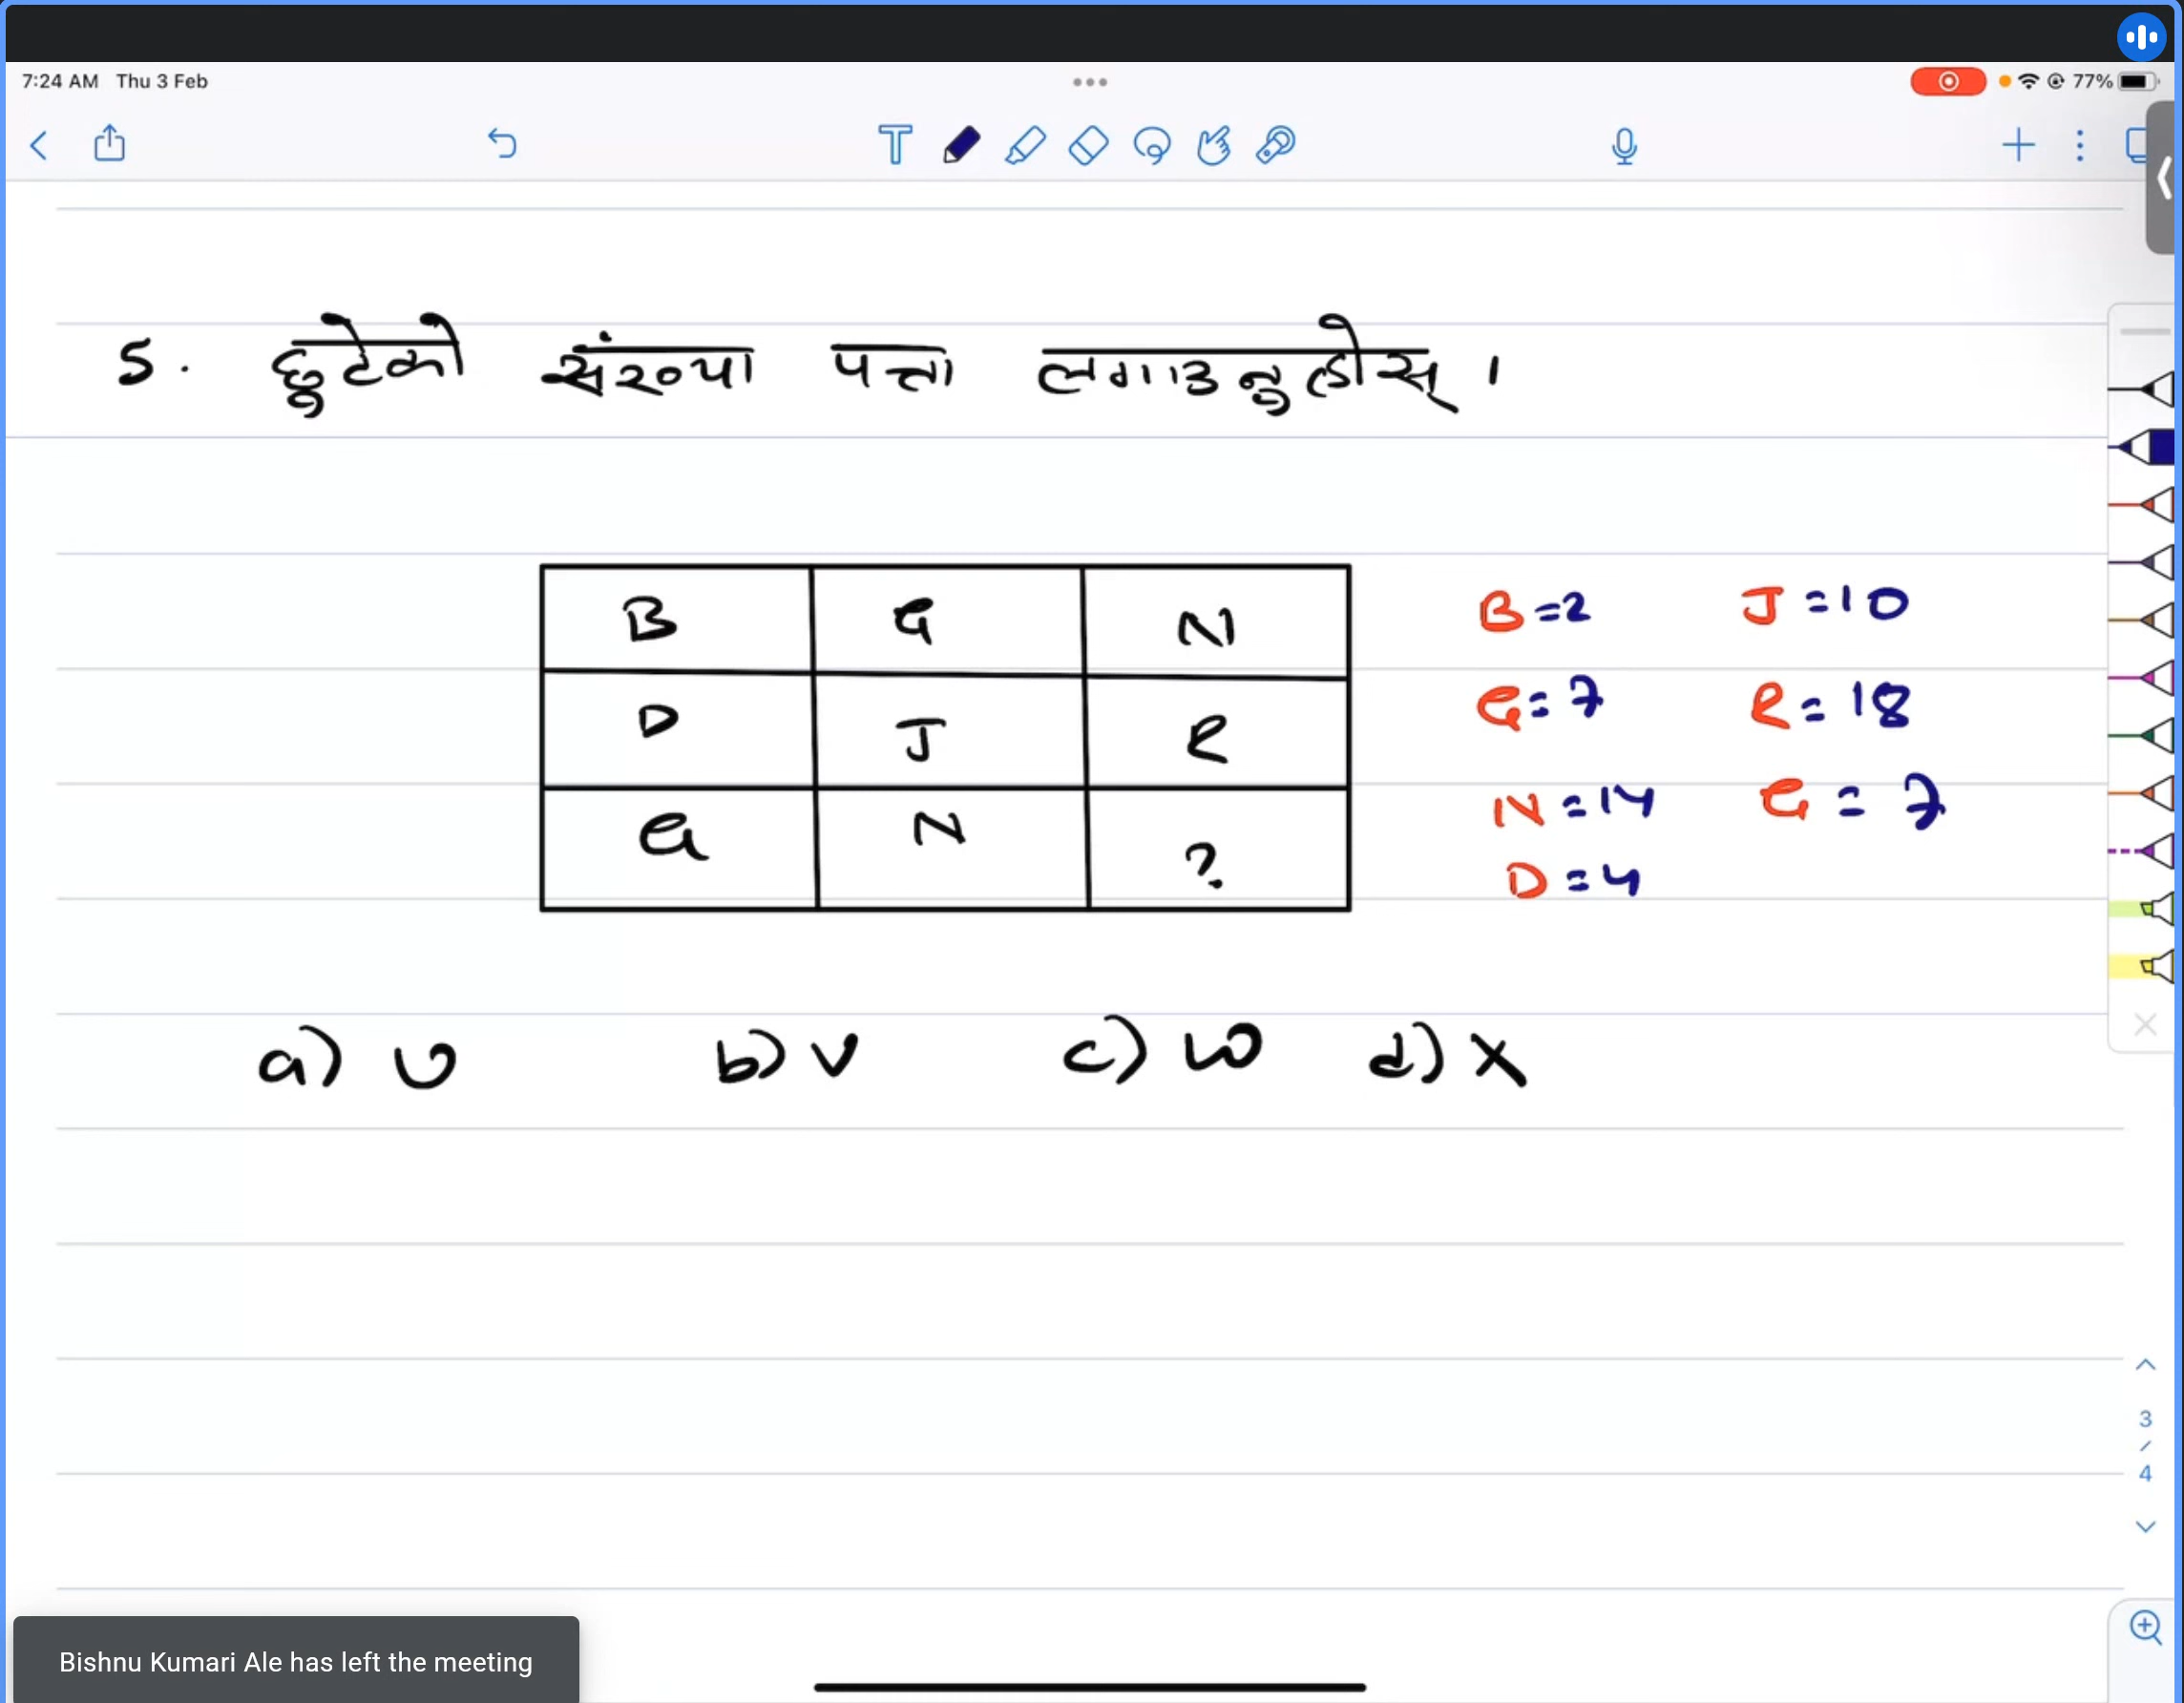 7:24 AM Thu 3 Feb
77%
5. छुटेको संख्या पत्ता लगाउनुहोस् ।
B G N
D J R
G N ?
B=2 J=10
G=7 R=18
N=14 G=7
D=4
a) U b) V c) W d) X
3
/
4
Bishnu Kumari Ale has left the meeting